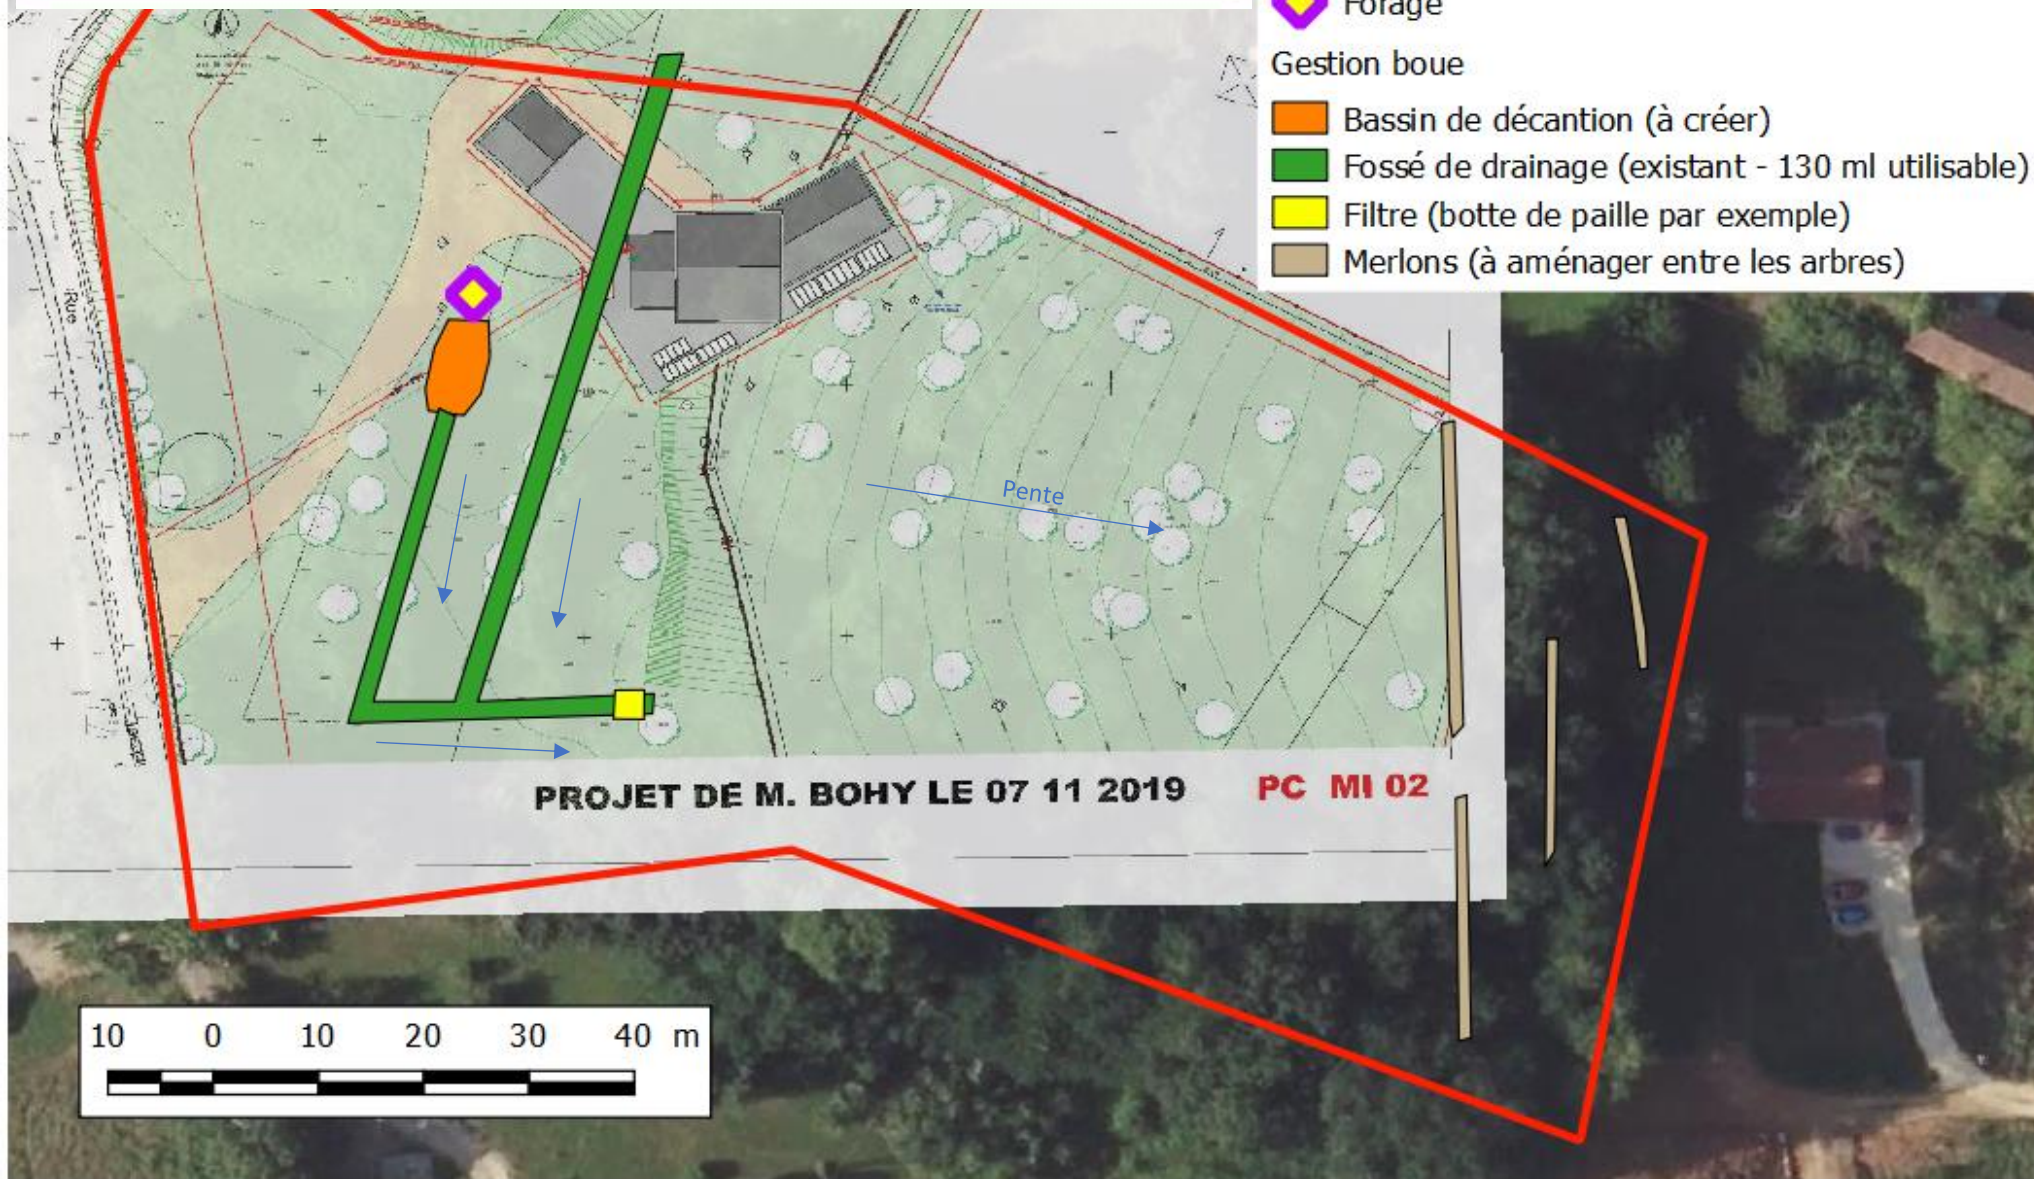 Forage
Gestion boue
Bassin de décantion (à créer)
Fossé de drainage (existant - 130 ml utilisable)
Filtre (botte de paille par exemple)
Merlons (à aménager entre les arbres)
Rue
Pente
PROJET DE M. BOHY LE 07 11 2019 PC MI 02
10 0 10 20 30 40 m